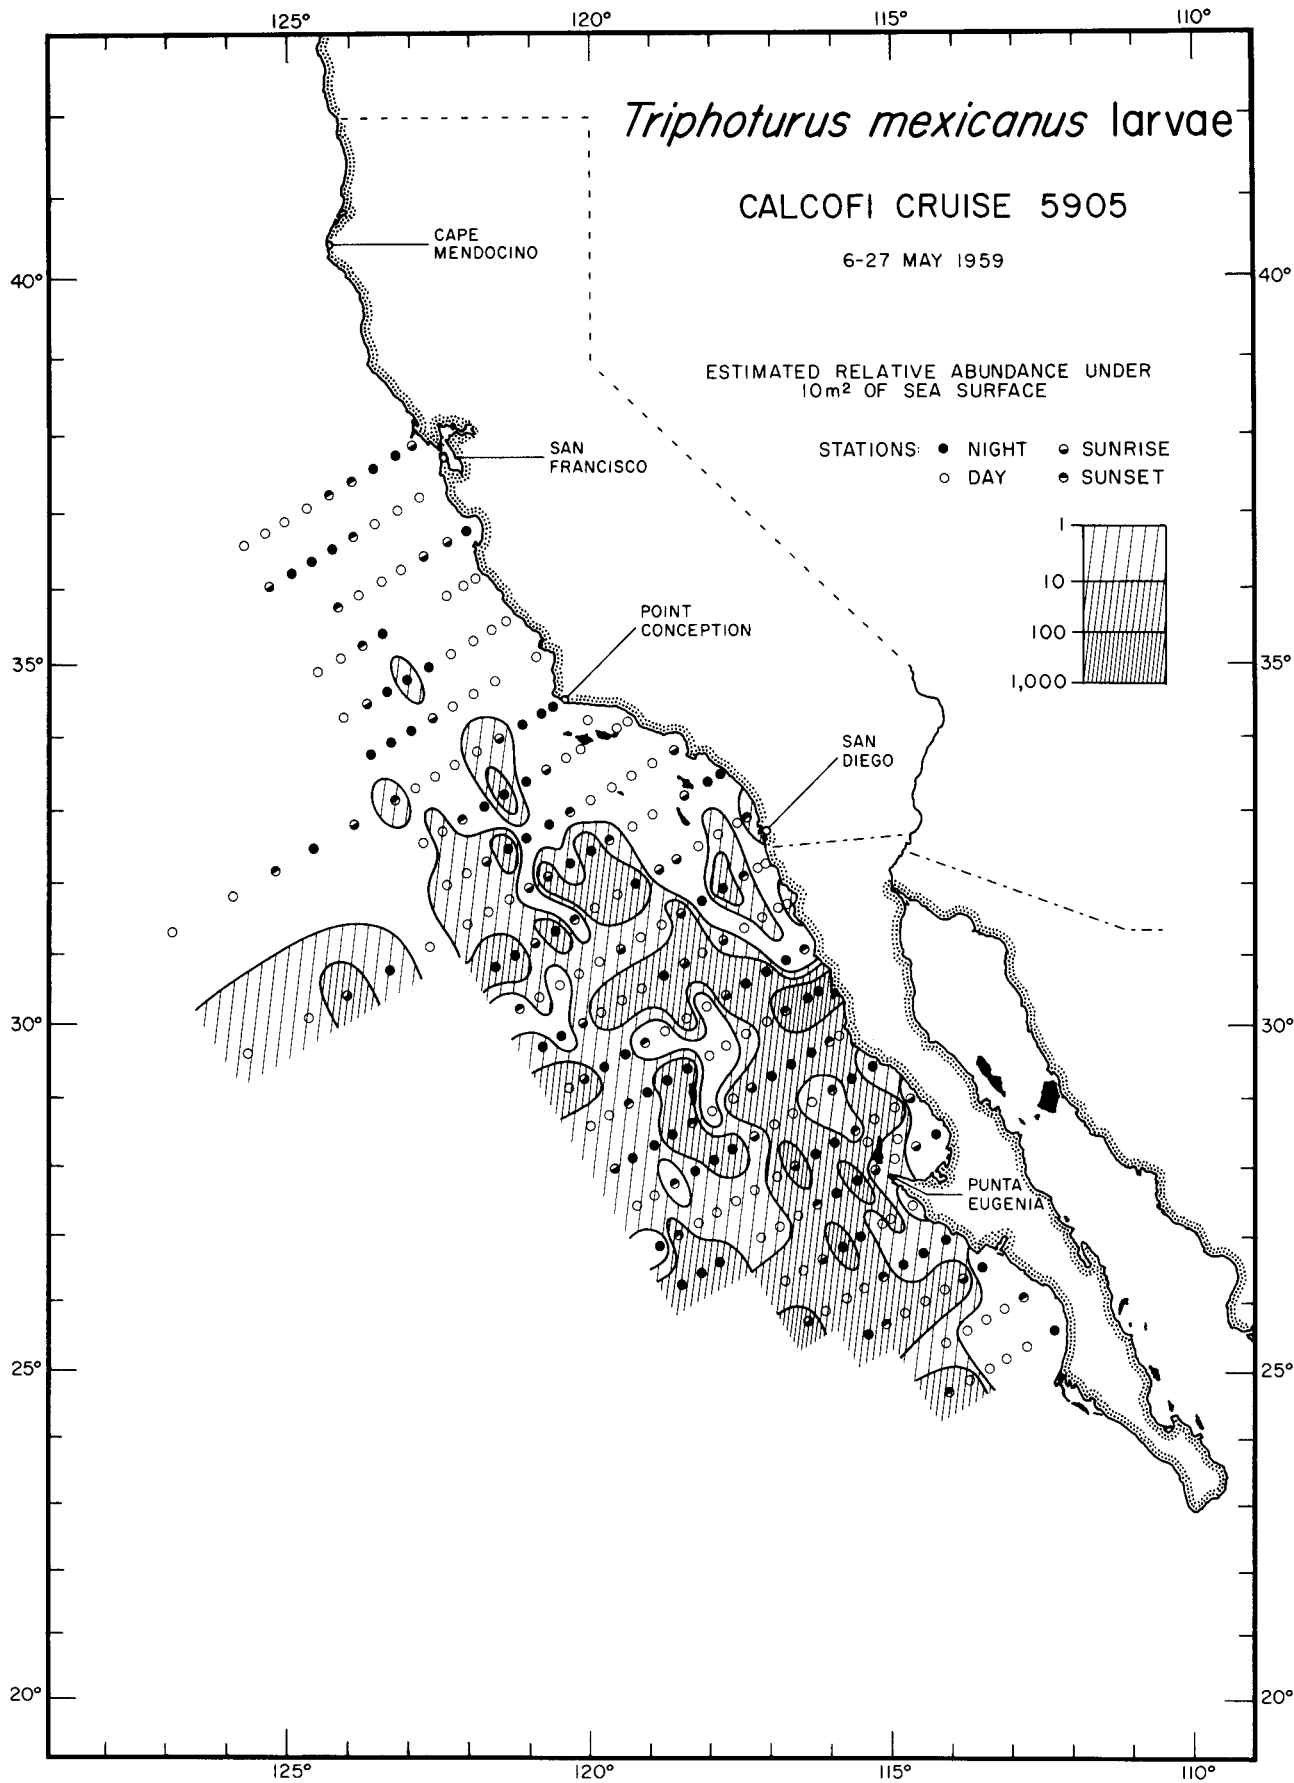 125° 120° 115° 110°
Triphoturus mexicanus larvae
CALCOFI CRUISE 5905
6-27 MAY 1959
CAPE
MENDOCINO
40° 40°
ESTIMATED RELATIVE ABUNDANCE UNDER
10m² OF SEA SURFACE
STATIONS: NIGHT SUNRISE
DAY SUNSET
SAN
FRANCISCO
1
10
100
1,000
POINT
CONCEPTION
35° 35°
SAN
DIEGO
30° 30°
PUNTA
EUGENIA
25° 25°
20° 20°
125° 120° 115° 110°